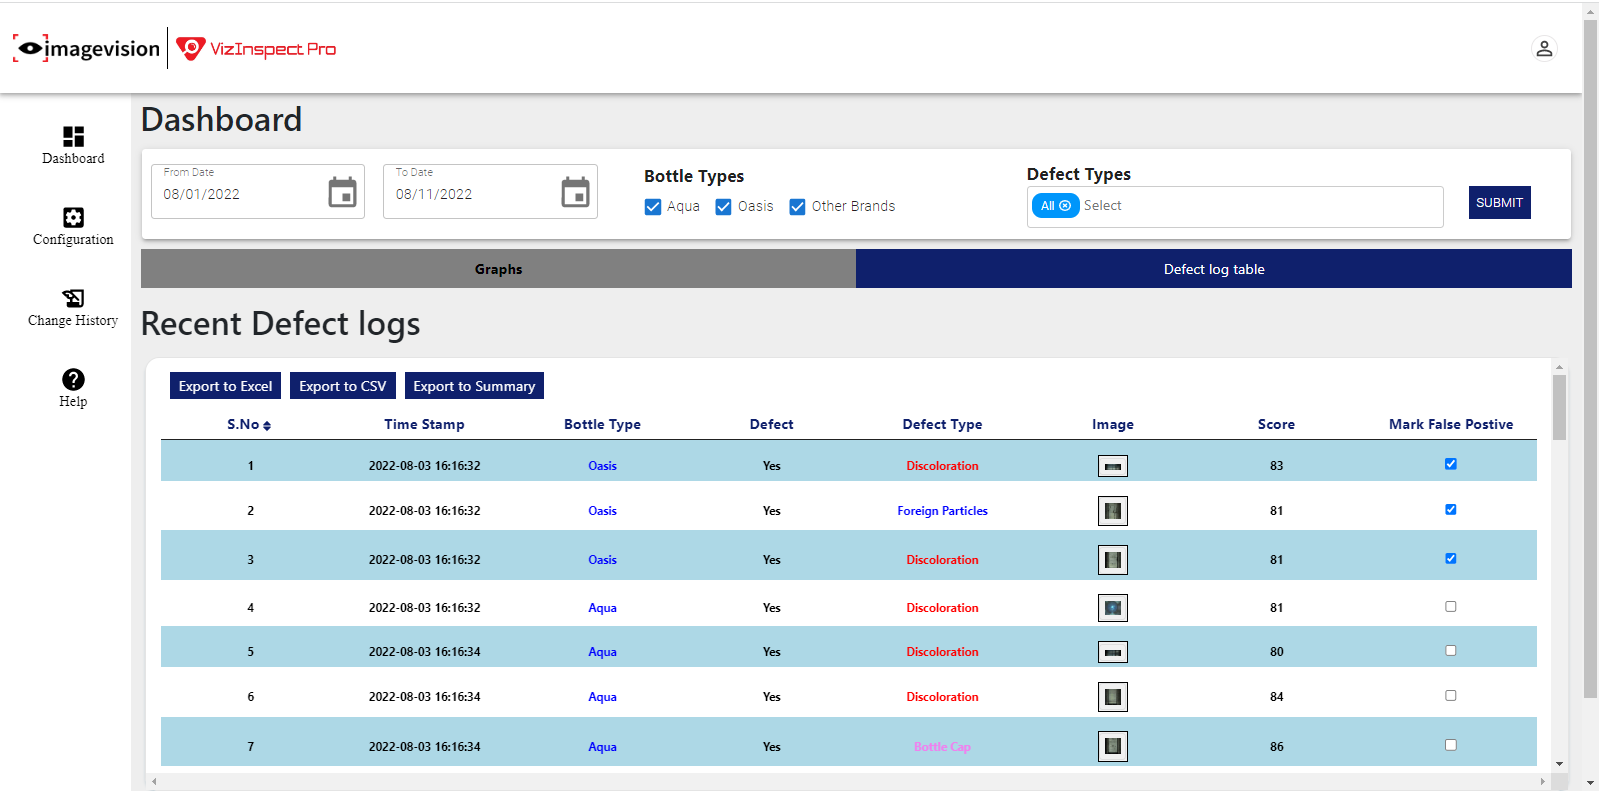 imagevision VizInspect Pro
Dashboard
Dashboard
Configuration
Change History
Help
From Date
08/01/2022
To Date
08/11/2022
Bottle Types
Aqua Oasis Other Brands
Defect Types
All Select
SUBMIT
Graphs Defect log table
Recent Defect logs
Export to Excel Export to CSV Export to Summary
S.No Time Stamp Bottle Type Defect Defect Type Image Score Mark False Postive
1 2022-08-03 16:16:32 Oasis Yes Discoloration 83
2 2022-08-03 16:16:32 Oasis Yes Foreign Particles 81
3 2022-08-03 16:16:32 Oasis Yes Discoloration 81
4 2022-08-03 16:16:32 Aqua Yes Discoloration 81
5 2022-08-03 16:16:34 Aqua Yes Discoloration 80
6 2022-08-03 16:16:34 Aqua Yes Discoloration 84
7 2022-08-03 16:16:34 Aqua Yes Bottle Cap 86